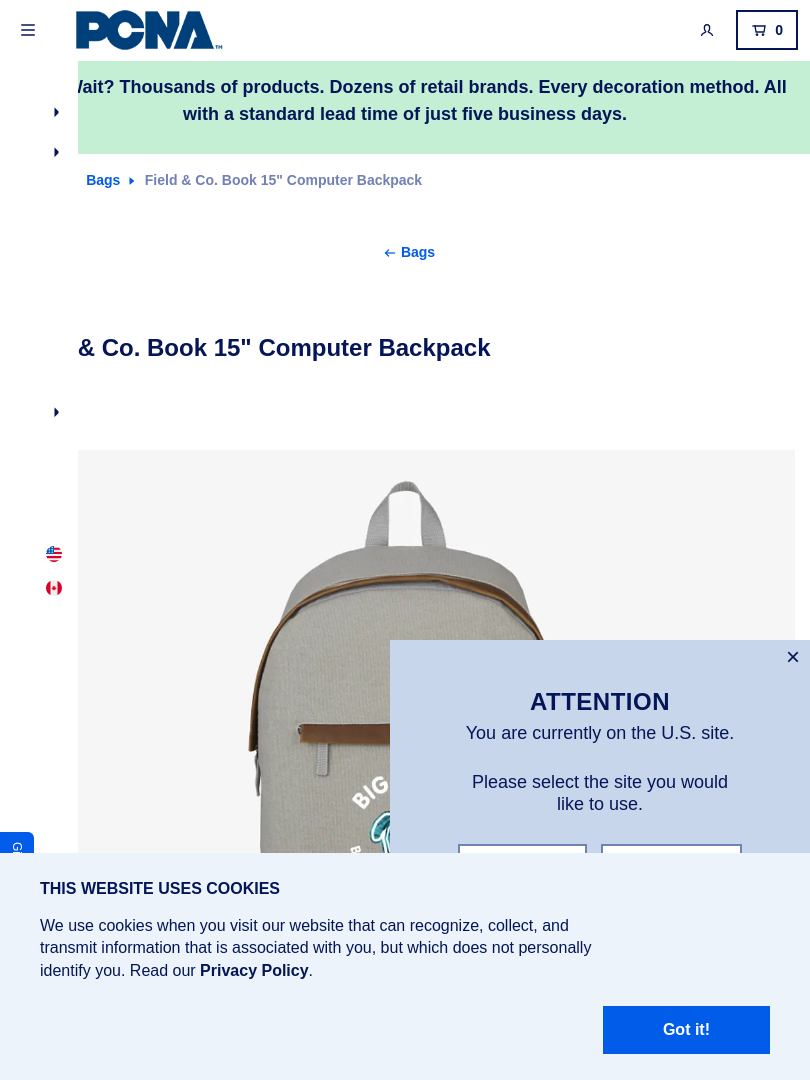 PCNA™
0
Wait? Thousands of products. Dozens of retail brands. Every decoration method. All
with a standard lead time of just five business days.
Bags
Field & Co. Book 15" Computer Backpack
Bags
& Co. Book 15" Computer Backpack
BIG
ATTENTION
You are currently on the U.S. site.
Please select the site you would
like to use.
THIS WEBSITE USES COOKIES
We use cookies when you visit our website that can recognize, collect, and
transmit information that is associated with you, but which does not personally
identify you. Read our Privacy Policy.
Got it!